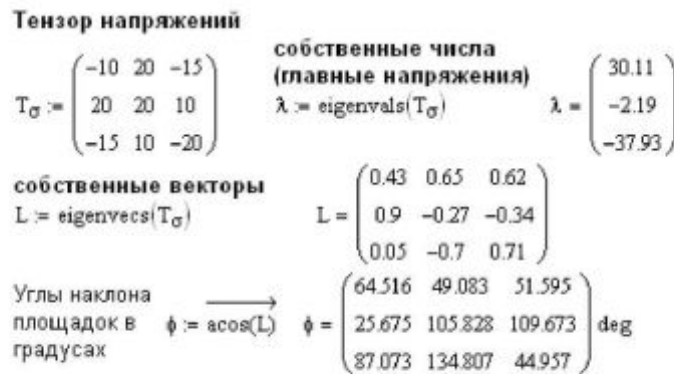 Тензор напряжений
собственные числа
(главные напряжения)
Tσ := ( -10 20 -15
20 20 10
-15 10 -20 )
λ := eigenvals(Tσ)
λ = ( 30.11
-2.19
-37.93 )
собственные векторы
L := eigenvecs(Tσ)
L = ( 0.43 0.65 0.62
0.9 -0.27 -0.34
0.05 -0.7 0.71 )
Углы наклона
площадок в
градусах
ϕ := acos(L)
ϕ = ( 64.516 49.083 51.595
25.675 105.828 109.673
87.073 134.807 44.957 ) deg